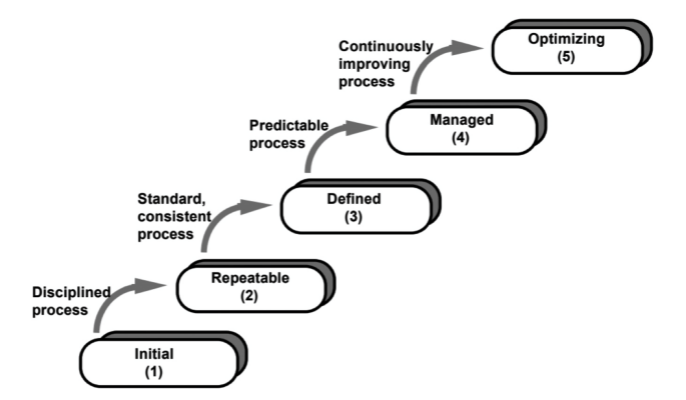 Continuously
improving
process
Optimizing
(5)
Predictable
process
Managed
(4)
Standard,
consistent
process
Defined
(3)
Disciplined
process
Repeatable
(2)
Initial
(1)